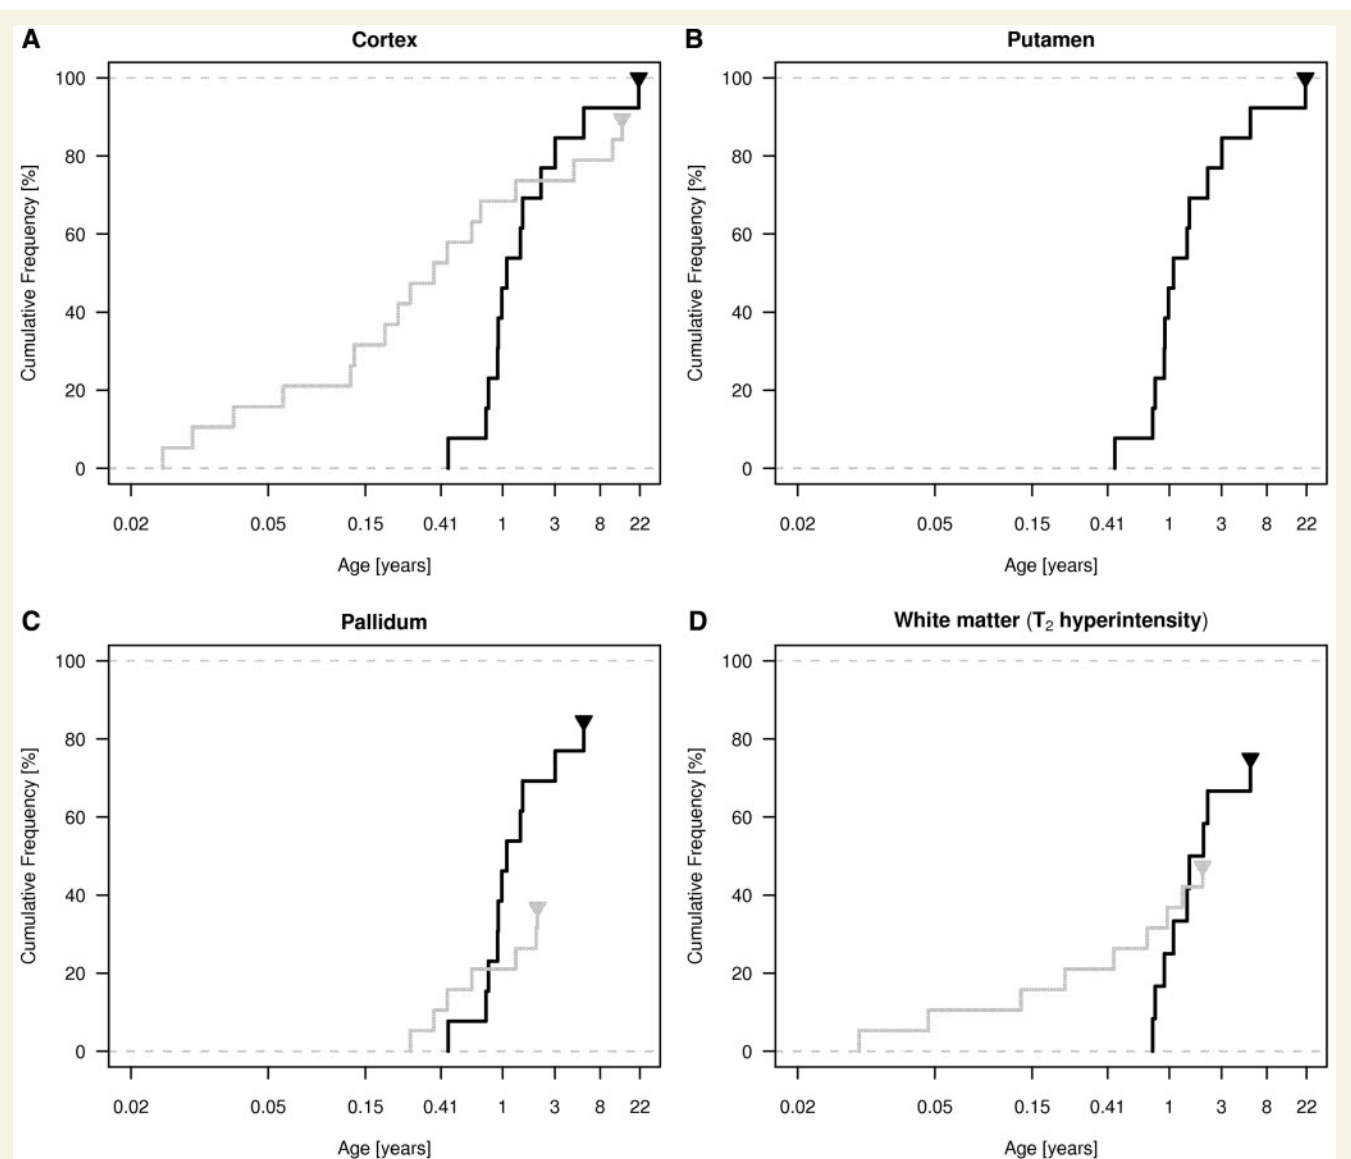 A
Cortex
Cumulative Frequency [%]
100
80
60
40
20
0
0.02 0.05 0.15 0.41 1 3 8 22
Age [years]
B
Putamen
Cumulative Frequency [%]
100
80
60
40
20
0
0.02 0.05 0.15 0.41 1 3 8 22
Age [years]
C
Pallidum
Cumulative Frequency [%]
100
80
60
40
20
0
0.02 0.05 0.15 0.41 1 3 8 22
Age [years]
D
White matter (T₂ hyperintensity)
Cumulative Frequency [%]
100
80
60
40
20
0
0.02 0.05 0.15 0.41 1 3 8 22
Age [years]